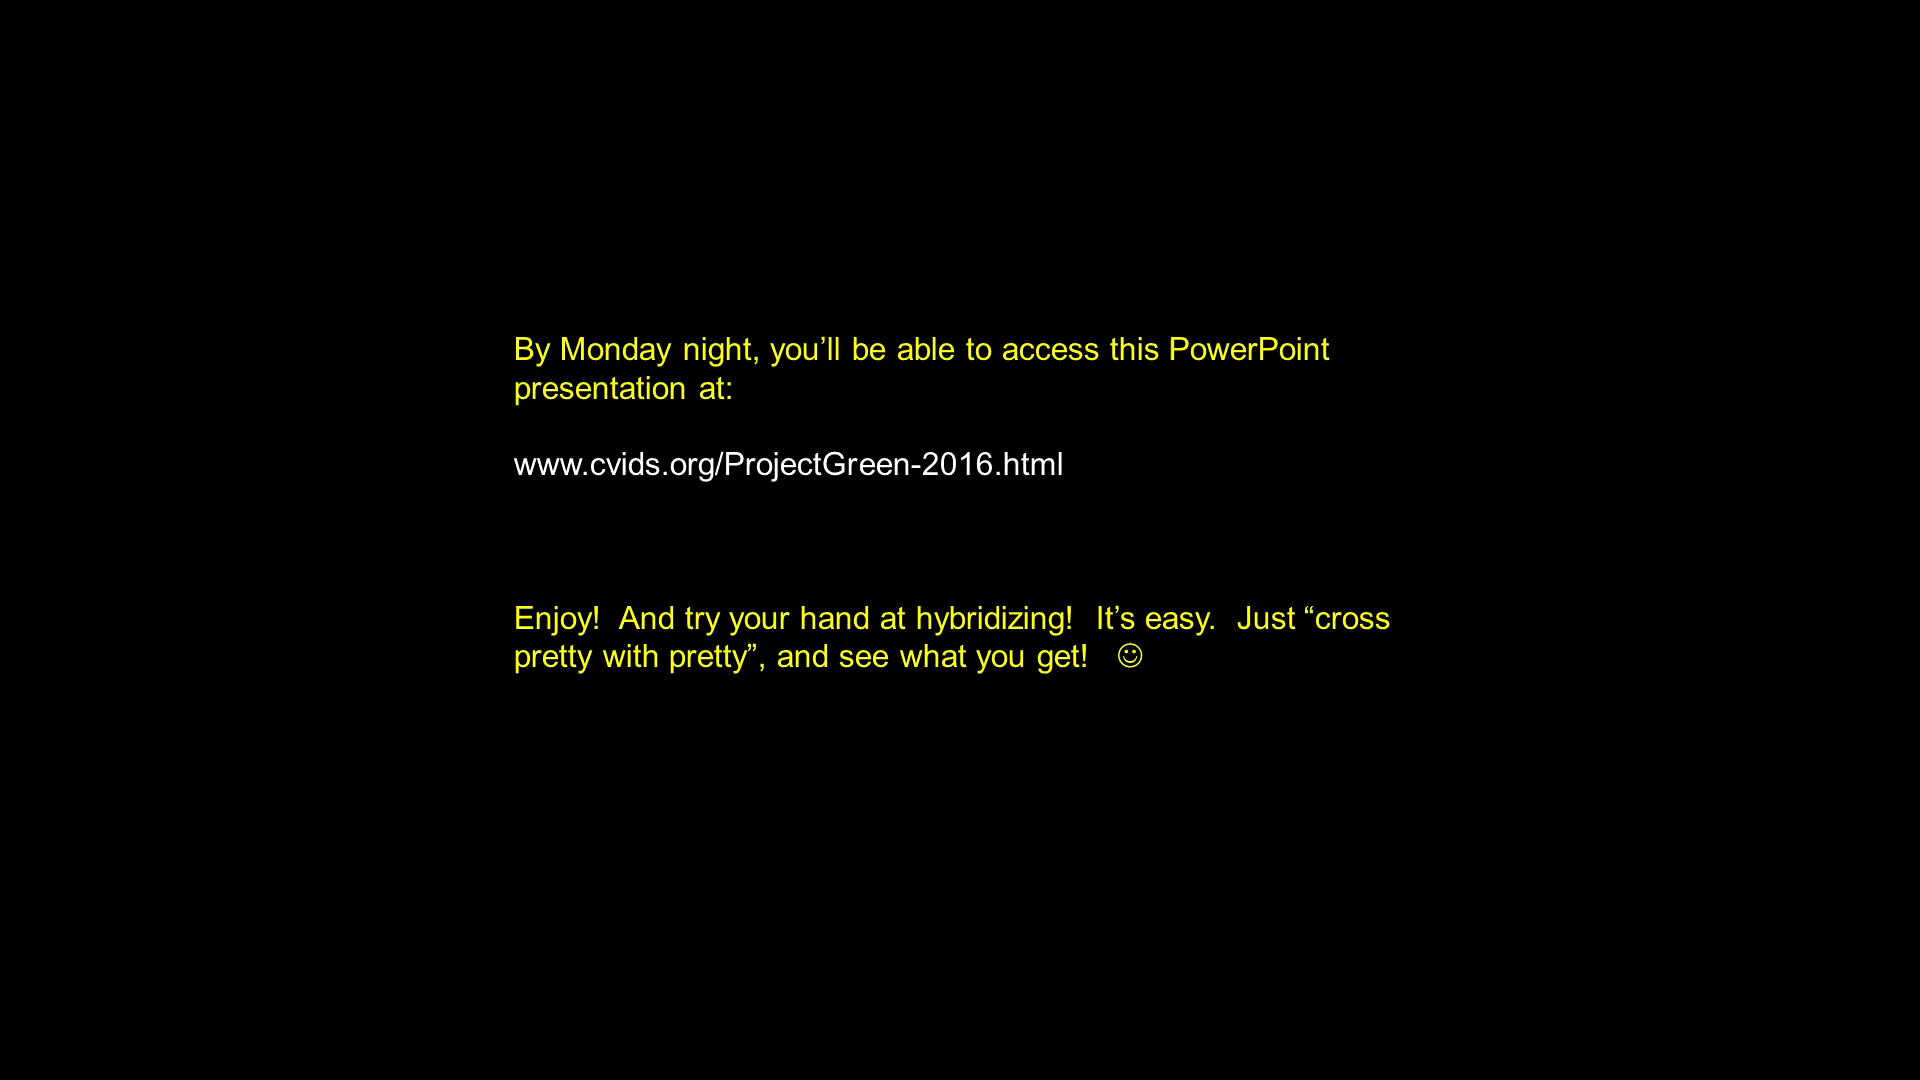 By Monday night, you’ll be able to access this PowerPoint
presentation at:
www.cvids.org/ProjectGreen-2016.html
Enjoy!  And try your hand at hybridizing!  It’s easy.  Just “cross
pretty with pretty”, and see what you get!   ☺